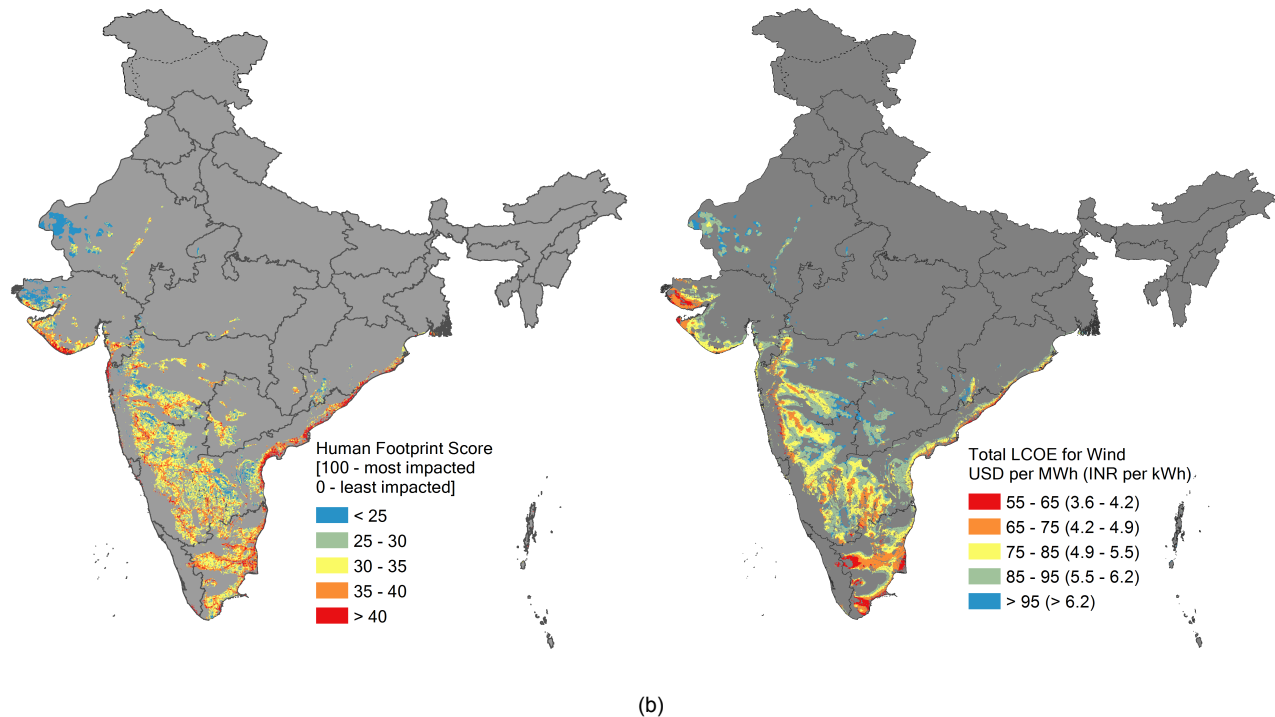 Human Footprint Score
[100 - most impacted
0 - least impacted]
< 25
25 - 30
30 - 35
35 - 40
> 40
Total LCOE for Wind
USD per MWh (INR per kWh)
55 - 65 (3.6 - 4.2)
65 - 75 (4.2 - 4.9)
75 - 85 (4.9 - 5.5)
85 - 95 (5.5 - 6.2)
> 95 (> 6.2)
(b)